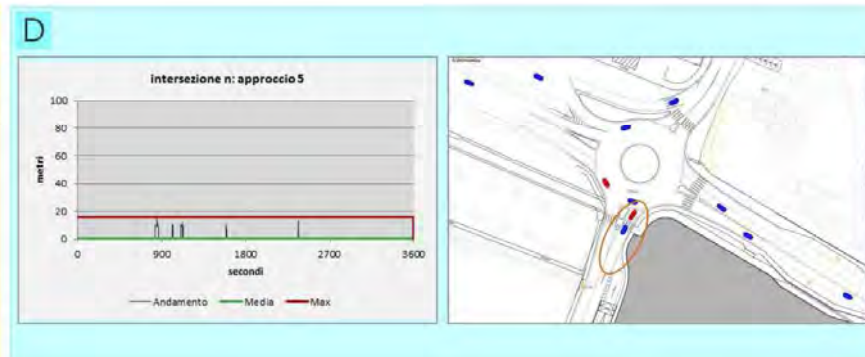 D
intersezione n: approccio 5
100
80
60
40
20
0
metri
0 900 1800 2700 3600
secondi
Andamento Media Max